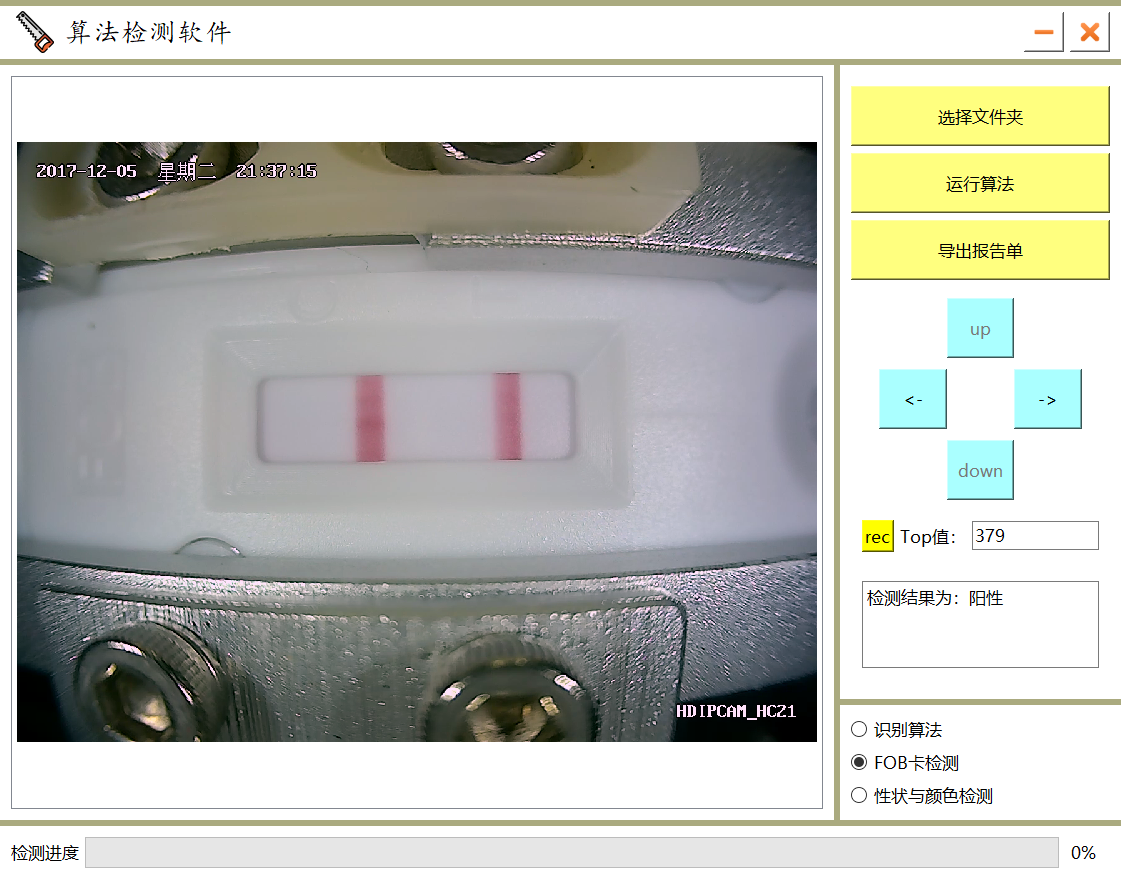 算法检测软件
2017-12-05 星期二 21:37:15
HDIPCAM_HCZ1
选择文件夹
运行算法
导出报告单
up
<-
->
down
rec Top值： 379
检测结果为：阳性
识别算法
FOB卡检测
性状与颜色检测
检测进度 0%